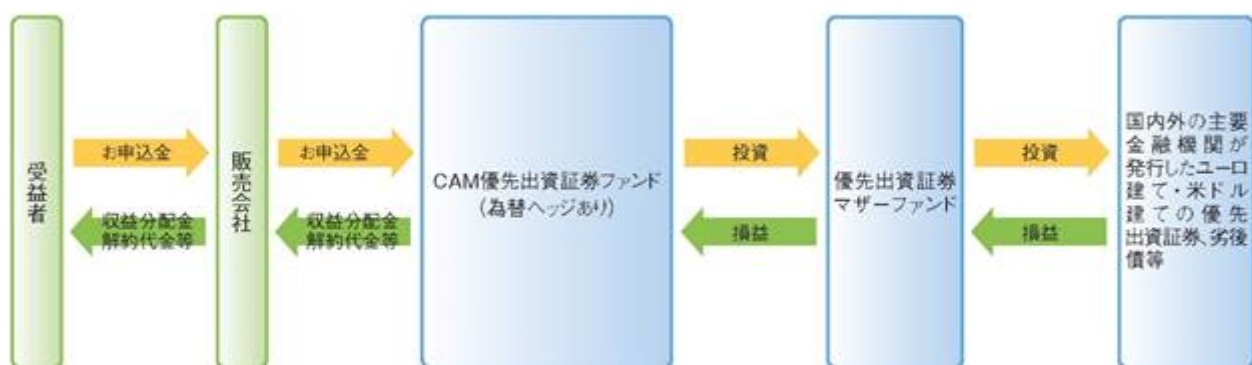 受益者
お申込金
収益分配金
解約代金等
販売会社
お申込金
収益分配金
解約代金等
CAM優先出資証券ファンド
(為替ヘッジあり)
投資
損益
優先出資証券
マザーファンド
投資
損益
国内外の主要
金融機関が
発行したユーロ
建て・米ドル
建ての優先
出資証券、劣後
債等